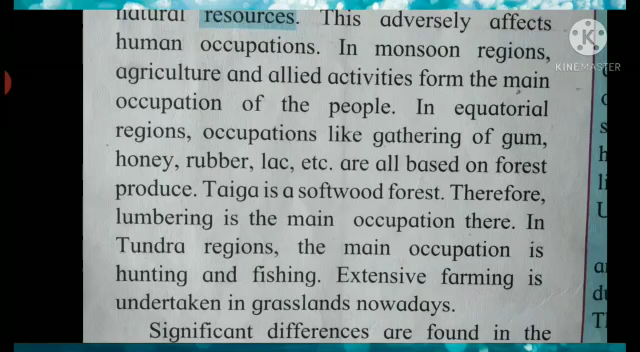 natural resources. This adversely affects
human occupations. In monsoon regions,
agriculture and allied activities form the main
occupation of the people. In equatorial
regions, occupations like gathering of gum,
honey, rubber, lac, etc. are all based on forest
produce. Taiga is a softwood forest. Therefore,
lumbering is the main occupation there. In
Tundra regions, the main occupation is
hunting and fishing. Extensive farming is
undertaken in grasslands nowadays.
Significant differences are found in the
KINEMASTER